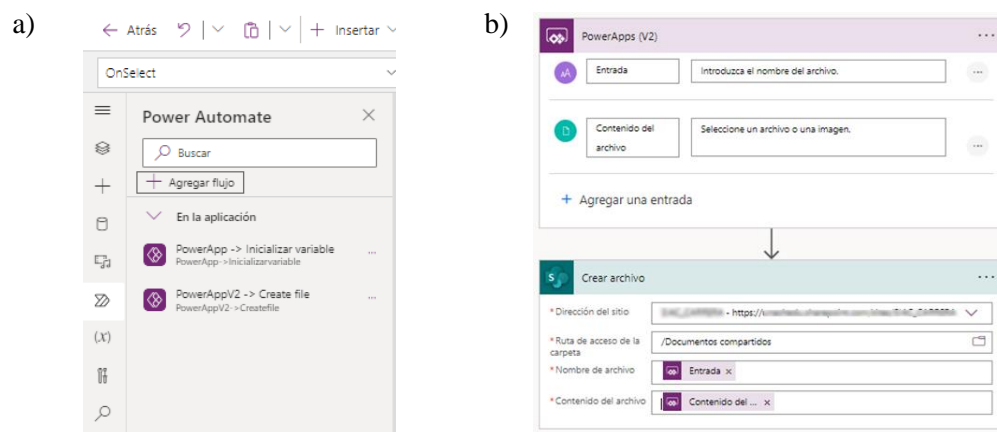 a)
Atrás
Insertar
OnSelect
Power Automate
Buscar
Agregar flujo
En la aplicación
PowerApp -> Inicializar variable
PowerApp->Inicializarvariable
PowerAppV2 -> Create file
PowerAppV2->Createfile
(x)
b)
PowerApps (V2)
AA
Entrada
Introduzca el nombre del archivo.
Contenido del
archivo
Seleccione un archivo o una imagen.
+ Agregar una entrada
S
Crear archivo
*Dirección del sitio
- https://
*Ruta de acceso de la
carpeta
/Documentos compartidos
*Nombre de archivo
Entrada ×
*Contenido del archivo
Contenido del ... ×